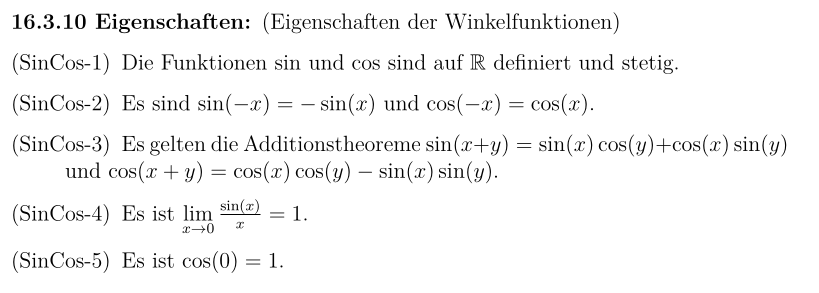 16.3.10 Eigenschaften: (Eigenschaften der Winkelfunktionen)
(SinCos-1) Die Funktionen sin und cos sind auf ℝ definiert und stetig.
(SinCos-2) Es sind sin(−x) = − sin(x) und cos(−x) = cos(x).
(SinCos-3) Es gelten die Additionstheoreme sin(x+y) = sin(x) cos(y)+cos(x) sin(y)
und cos(x + y) = cos(x) cos(y) − sin(x) sin(y).
(SinCos-4) Es ist lim x→0 sin(x)/x = 1.
(SinCos-5) Es ist cos(0) = 1.